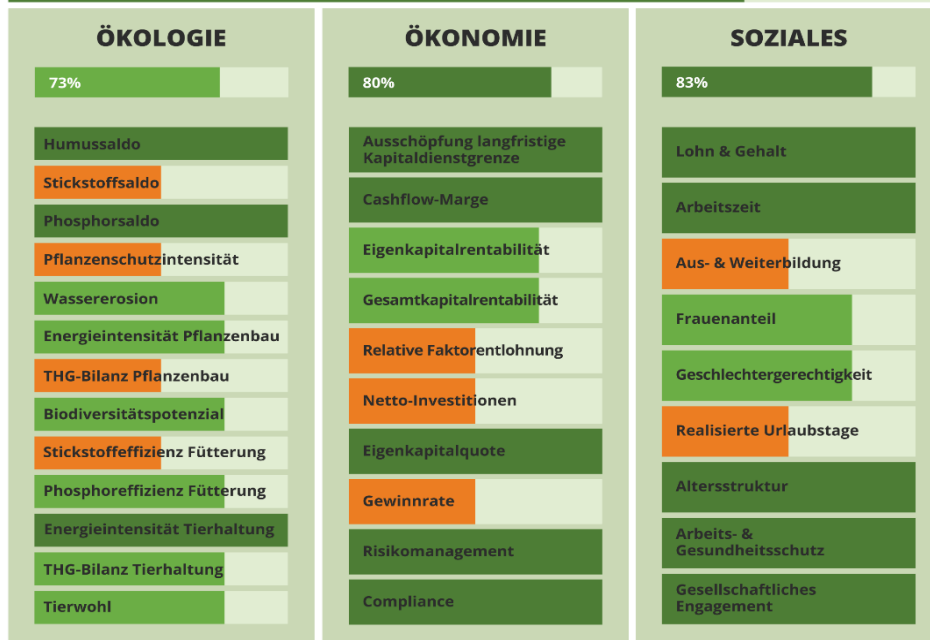 ÖKOLOGIE
73%
Humussaldo
Stickstoffsaldo
Phosphorsaldo
Pflanzenschutzintensität
Wassererosion
Energieintensität Pflanzenbau
THG-Bilanz Pflanzenbau
Biodiversitätspotenzial
Stickstoffeffizienz Fütterung
Phosphoreffizienz Fütterung
Energieintensität Tierhaltung
THG-Bilanz Tierhaltung
Tierwohl
ÖKONOMIE
80%
Ausschöpfung langfristige
Kapitaldienstgrenze
Cashflow-Marge
Eigenkapitalrentabilität
Gesamtkapitalrentabilität
Relative Faktorentlohnung
Netto-Investitionen
Eigenkapitalquote
Gewinnrate
Risikomanagement
Compliance
SOZIALES
83%
Lohn & Gehalt
Arbeitszeit
Aus- & Weiterbildung
Frauenanteil
Geschlechtergerechtigkeit
Realisierte Urlaubstage
Altersstruktur
Arbeits- &
Gesundheitsschutz
Gesellschaftliches
Engagement